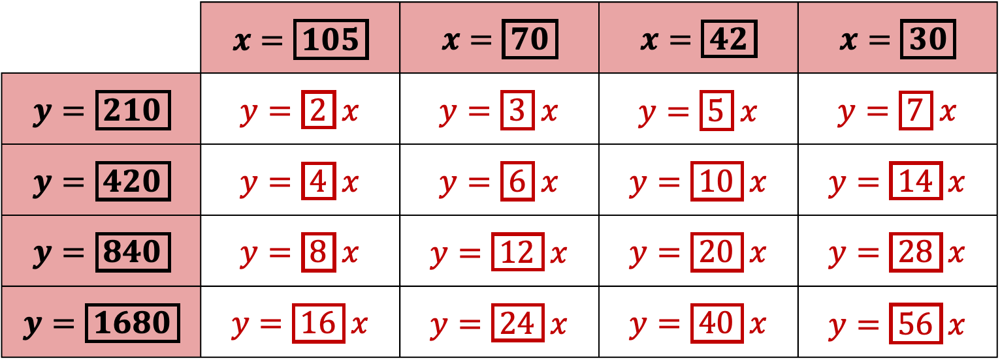 x = 105 x = 70 x = 42 x = 30
y = 210 y = 2 x y = 3 x y = 5 x y = 7 x
y = 420 y = 4 x y = 6 x y = 10 x y = 14 x
y = 840 y = 8 x y = 12 x y = 20 x y = 28 x
y = 1680 y = 16 x y = 24 x y = 40 x y = 56 x